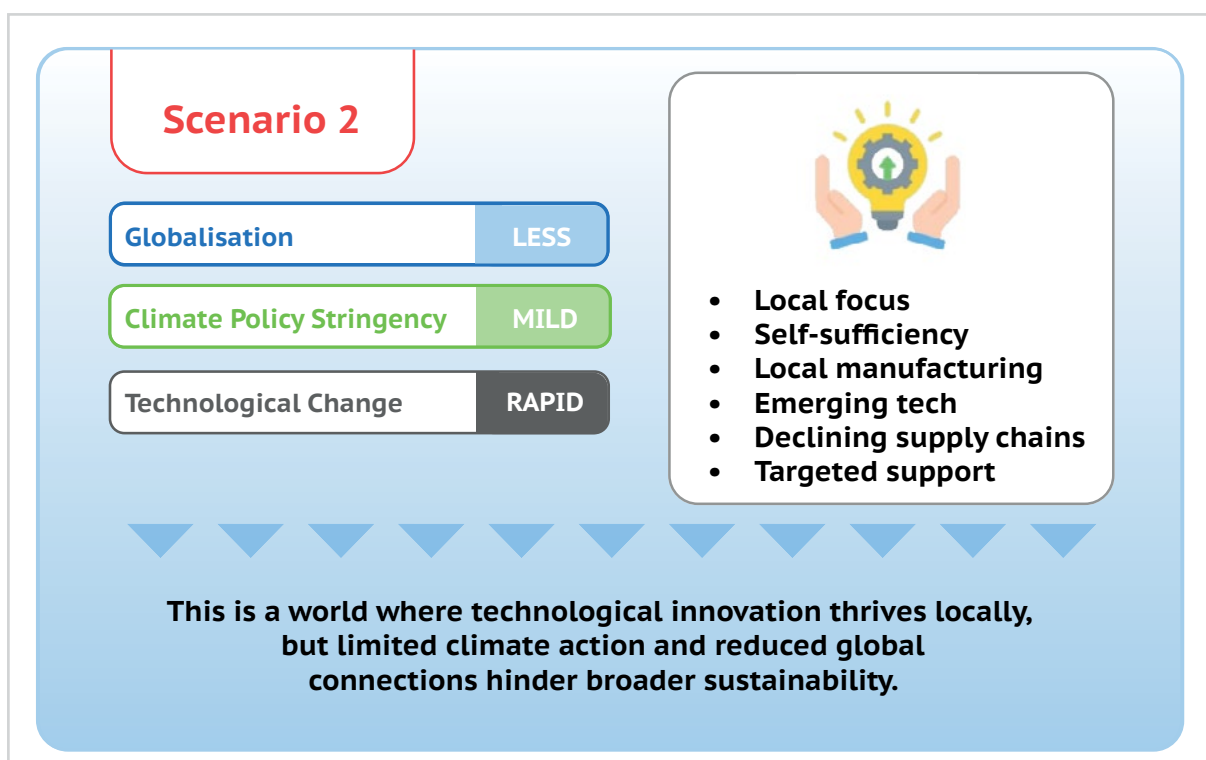 Scenario 2
Globalisation LESS
Climate Policy Stringency MILD
Technological Change RAPID
• Local focus
• Self-sufficiency
• Local manufacturing
• Emerging tech
• Declining supply chains
• Targeted support
This is a world where technological innovation thrives locally,
but limited climate action and reduced global
connections hinder broader sustainability.